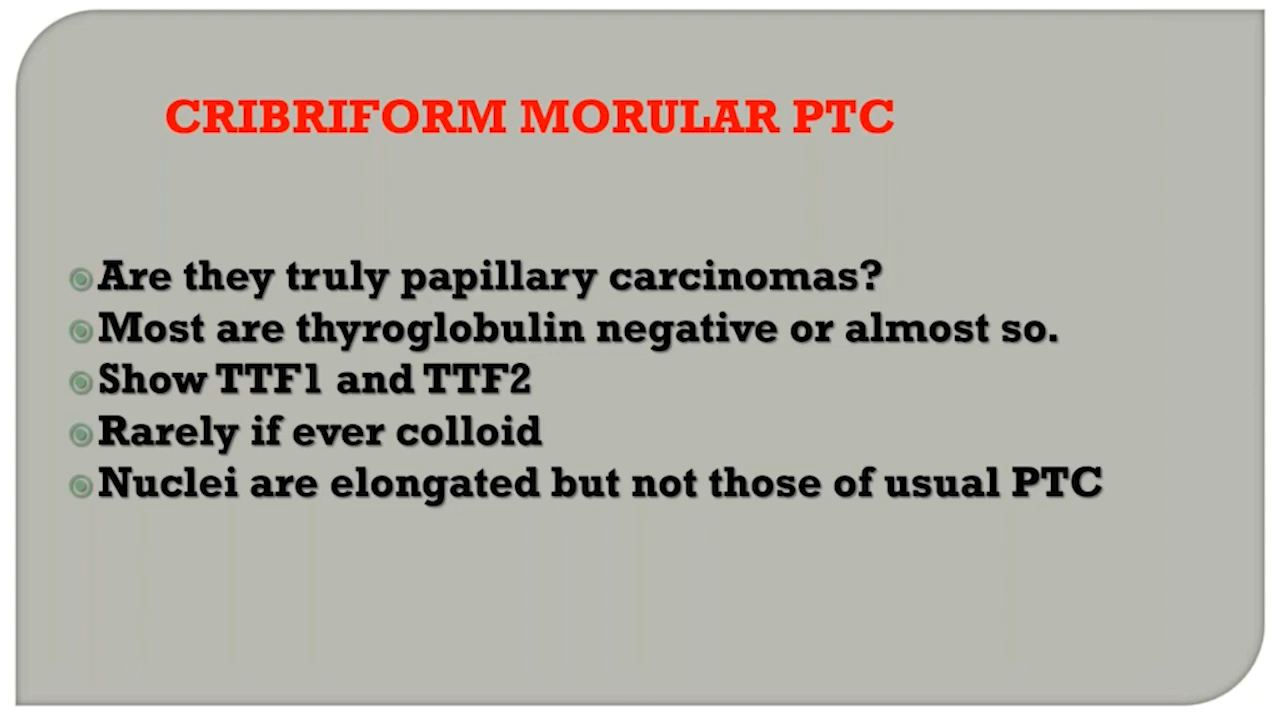 CRIBRIFORM MORULAR PTC
Are they truly papillary carcinomas?
Most are thyroglobulin negative or almost so.
Show TTF1 and TTF2
Rarely if ever colloid
Nuclei are elongated but not those of usual PTC